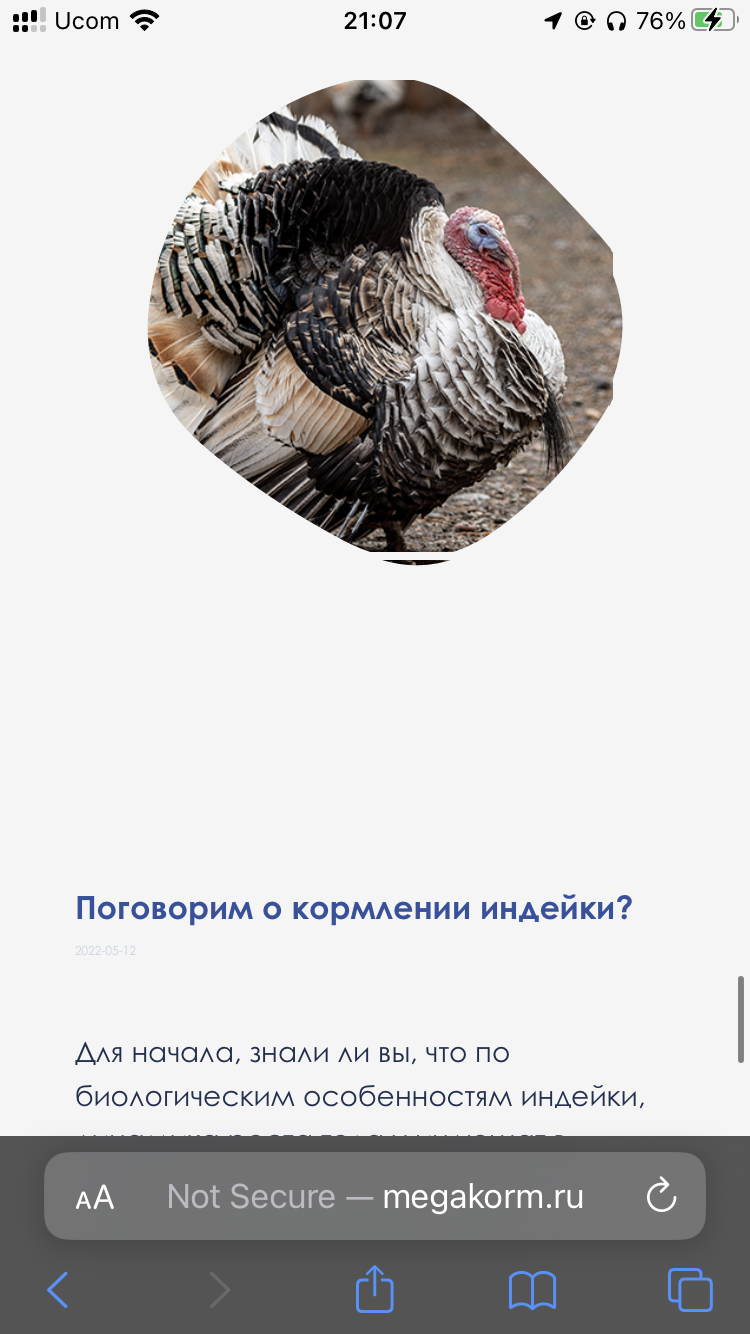 Ucom 21:07 76%
Поговорим о кормлении индейки?
2022-05-12
Для начала, знали ли вы, что по
биологическим особенностям индейки,
AA Not Secure — megakorm.ru